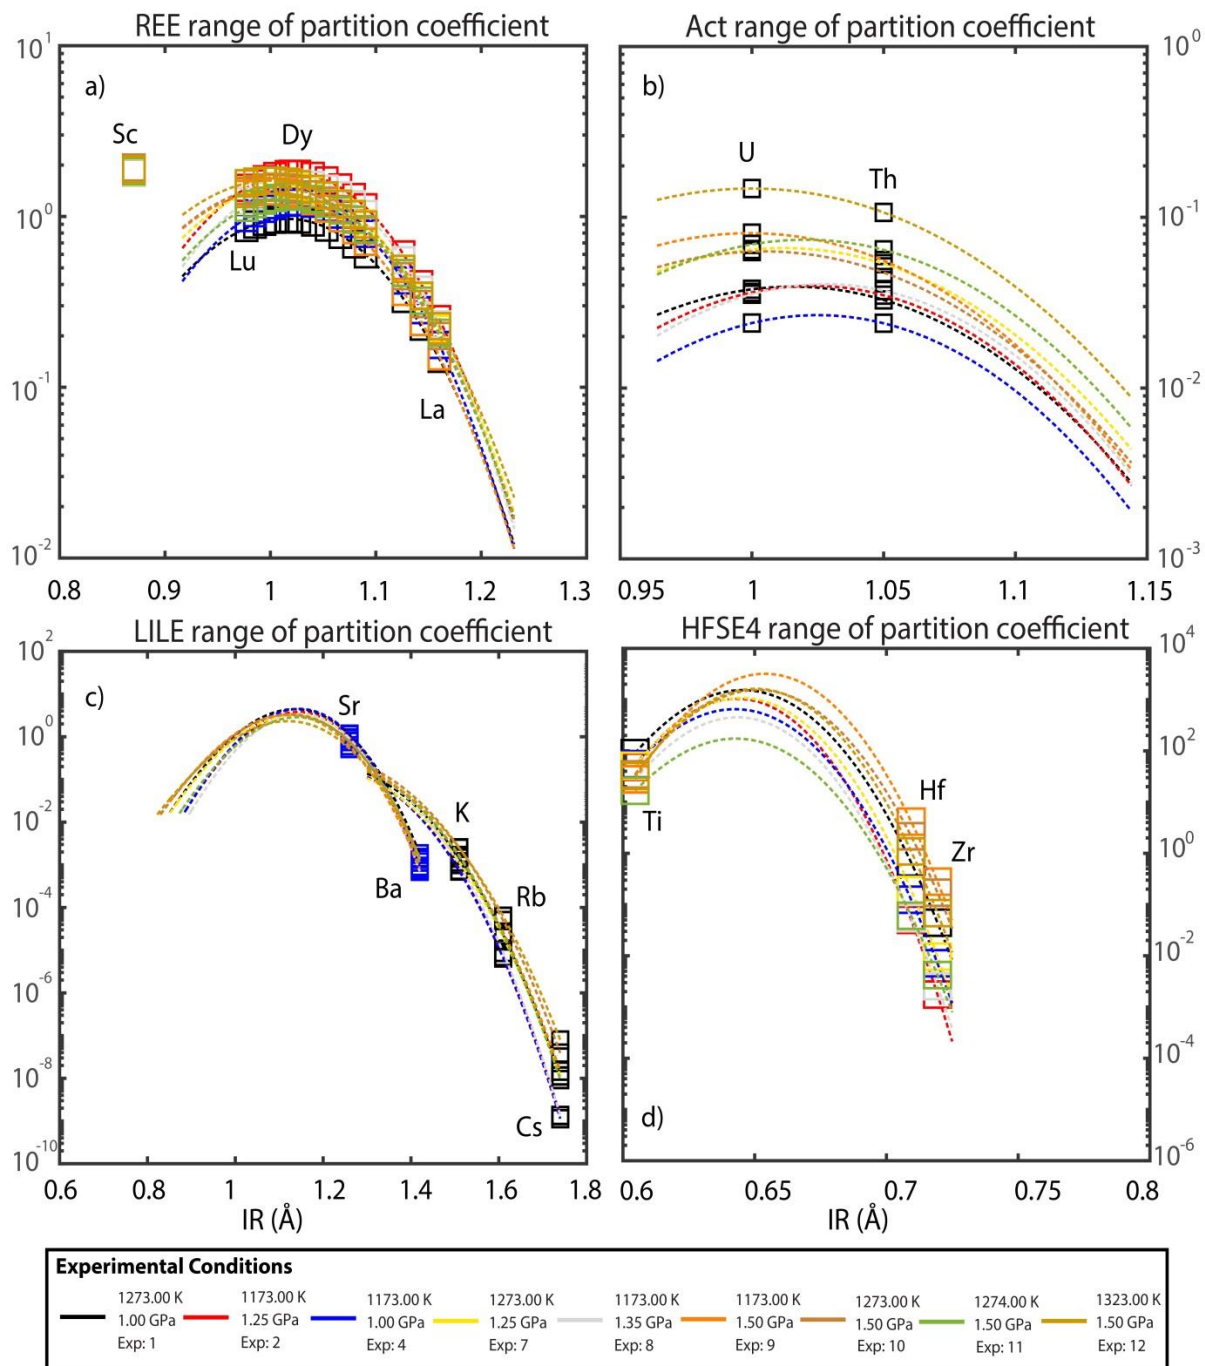 REE range of partition coefficient
Act range of partition coefficient
10^1
10^0
10^-1
10^-2
a)
Sc
Dy
Lu
La
0.8 0.9 1 1.1 1.2 1.3
b)
U
Th
10^0
10^-1
10^-2
10^-3
0.95 1 1.05 1.1 1.15
LILE range of partition coefficient
HFSE4 range of partition coefficient
10^2
10^0
10^-2
10^-4
10^-6
10^-8
10^-10
c)
Sr
K
Ba
Rb
Cs
0.6 0.8 1 1.2 1.4 1.6 1.8
IR (Å)
10^4
10^2
10^0
10^-2
10^-4
10^-6
Hf
Ti
Zr
d)
0.6 0.65 0.7 0.75 0.8
IR (Å)
Experimental Conditions
1273.00 K 1173.00 K 1173.00 K 1273.00 K 1173.00 K 1173.00 K 1273.00 K 1274.00 K 1323.00 K
1.00 GPa 1.25 GPa 1.00 GPa 1.25 GPa 1.35 GPa 1.50 GPa 1.50 GPa 1.50 GPa 1.50 GPa
Exp: 1 Exp: 2 Exp: 4 Exp: 7 Exp: 8 Exp: 9 Exp: 10 Exp: 11 Exp: 12